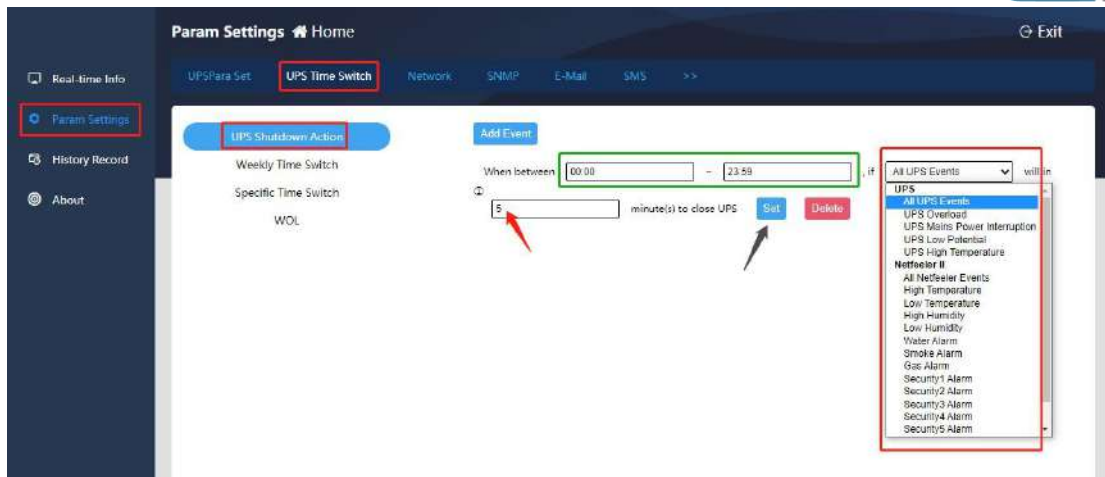 Param Settings Home
Exit
Real-time Info
Param Settings
History Record
About
UPSPara Set
UPS Time Switch
Network
SNMP
E-Mail
SMS
>>
UPS Shutdown Action
Weekly Time Switch
Specific Time Switch
WOL
Add Event
When between 00:00 - 23:59 , if All UPS Events will in
① 5 minute(s) to close UPS Set Delete
UPS
All UPS Events
UPS Overload
UPS Mains Power Interruption
UPS Low Potential
UPS High Temperature
Netfeeler II
All Netfeeler Events
High Temperature
Low Temperature
High Humidity
Low Humidity
Water Alarm
Smoke Alarm
Gas Alarm
Security1 Alarm
Security2 Alarm
Security3 Alarm
Security4 Alarm
Security5 Alarm